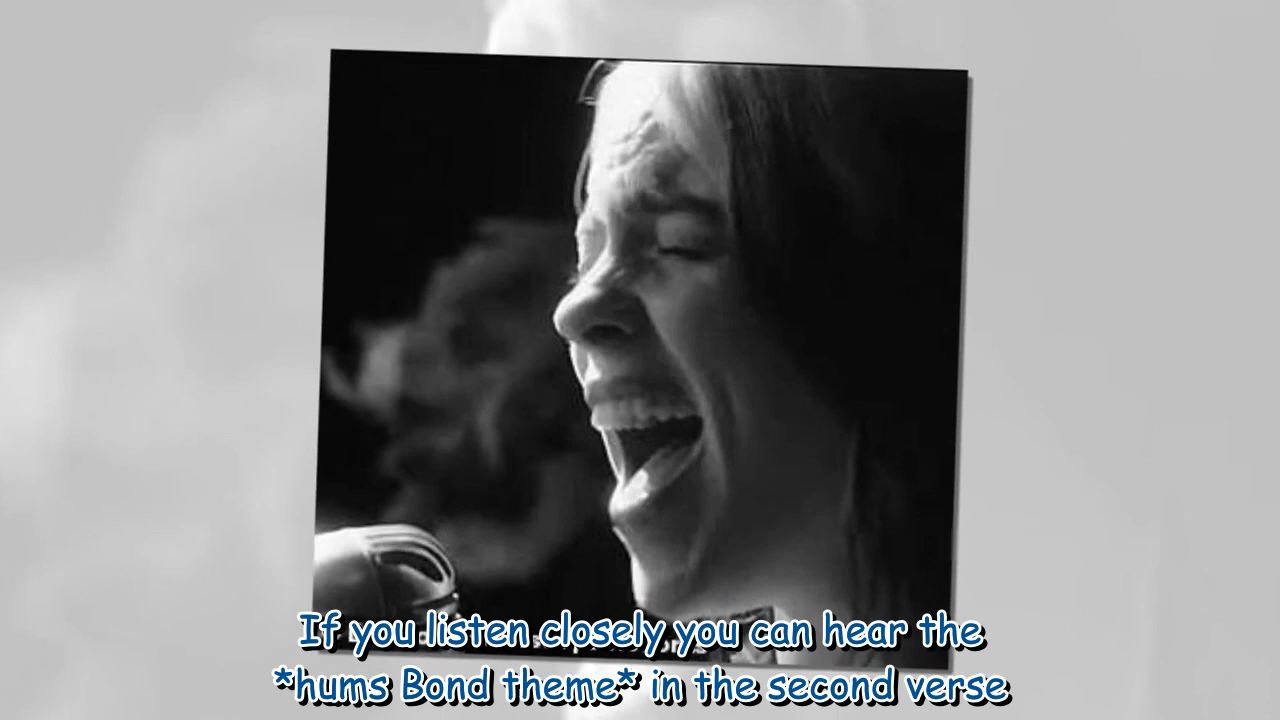 If you listen closely you can hear the
*hums Bond theme* in the second verse